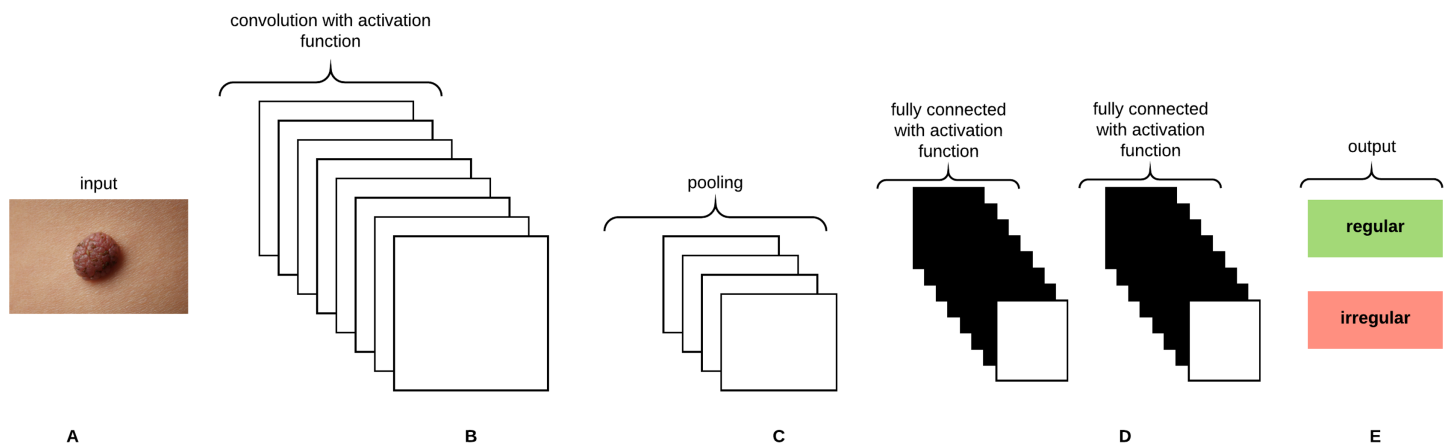 convolution with activation
function
input
pooling
fully connected
with activation
function
fully connected
with activation
function
output
regular
irregular
A
B
C
D
E